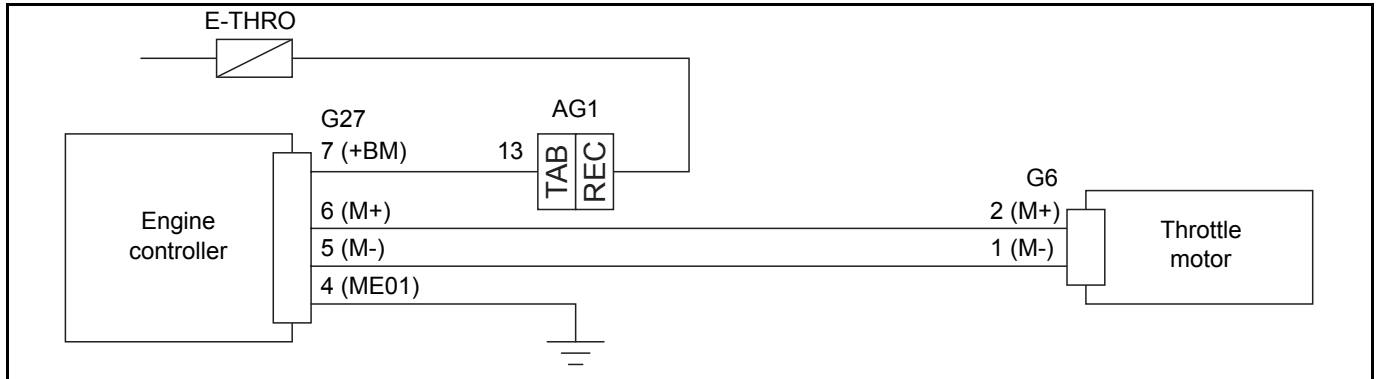 E-THRO
G27
AG1
7 (+BM)
13
TAB
REC
G6
6 (M+)
2 (M+)
Engine
controller
Throttle
motor
5 (M-)
1 (M-)
4 (ME01)